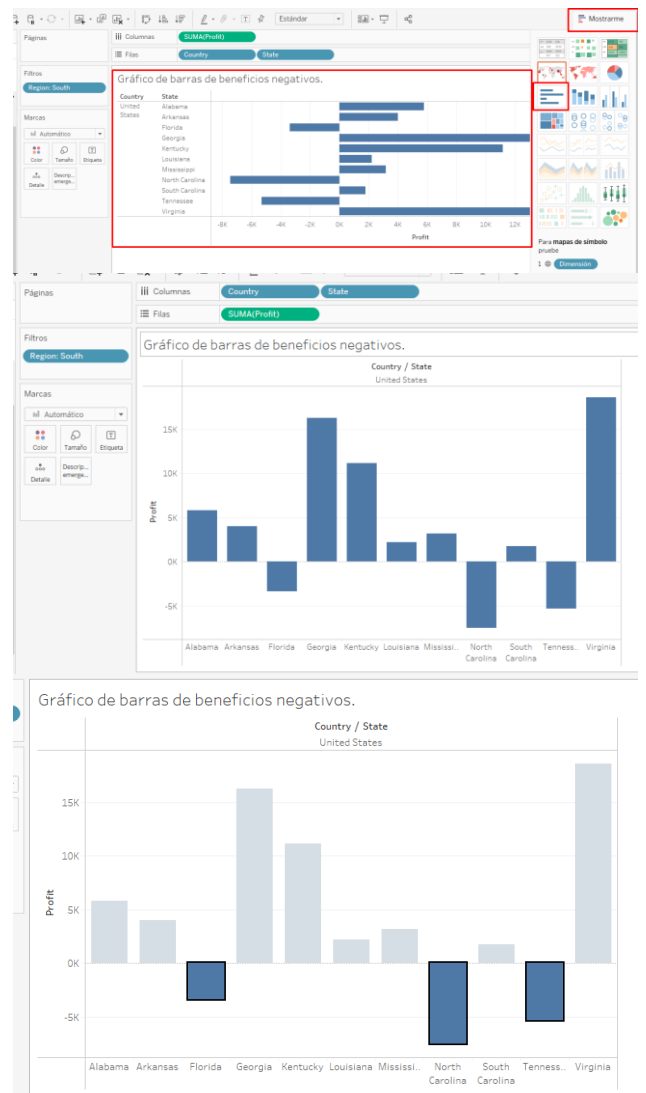 Estándar
Mostrarme
Páginas
Columnas
SUMA(Profit)
Filas
Country
State
Filtros
Region: South
Marcas
Automático
Color
Tamaño
Etiqueta
Detalle
Descrip...
emerge...
Gráfico de barras de beneficios negativos.
Country
State
United
States
Alabama
Arkansas
Florida
Georgia
Kentucky
Louisiana
Mississippi
North Carolina
South Carolina
Tennessee
Virginia
-8K -6K -4K -2K 0K 2K 4K 6K 8K 10K 12K
Profit
Para mapas de símbolo
pruebe
1
Dimensión
Páginas
Columnas
Country
State
Filas
SUMA(Profit)
Filtros
Region: South
Marcas
Automático
Color
Tamaño
Etiqueta
Detalle
Descrip...
emerge...
Gráfico de barras de beneficios negativos.
Country / State
United States
15K
10K
5K
0K
-5K
Profit
Alabama Arkansas Florida Georgia Kentucky Louisiana Mississi.. North South Tenness.. Virginia
Carolina Carolina
Gráfico de barras de beneficios negativos.
Country / State
United States
15K
10K
5K
0K
-5K
Profit
Alabama Arkansas Florida Georgia Kentucky Louisiana Mississi.. North South Tenness.. Virginia
Carolina Carolina